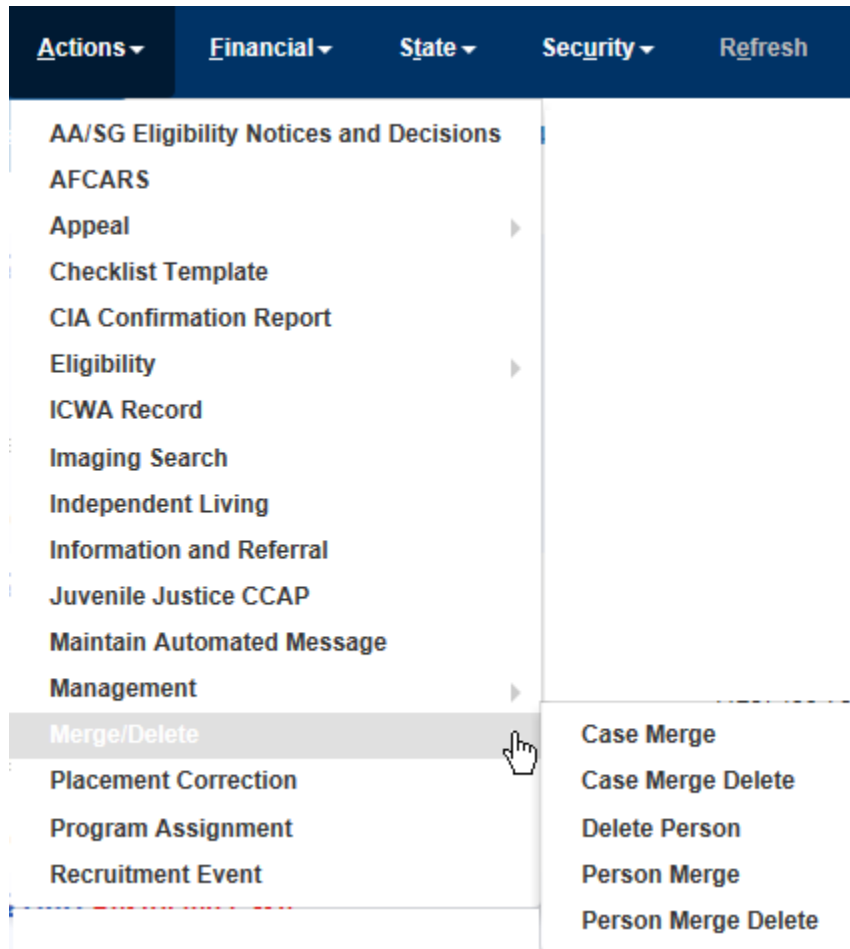 Actions Financial State Security Refresh
AA/SG Eligibility Notices and Decisions
AFCARS
Appeal
Checklist Template
CIA Confirmation Report
Eligibility
ICWA Record
Imaging Search
Independent Living
Information and Referral
Juvenile Justice CCAP
Maintain Automated Message
Management
Merge/Delete
Case Merge
Case Merge Delete
Delete Person
Person Merge
Person Merge Delete
Placement Correction
Program Assignment
Recruitment Event